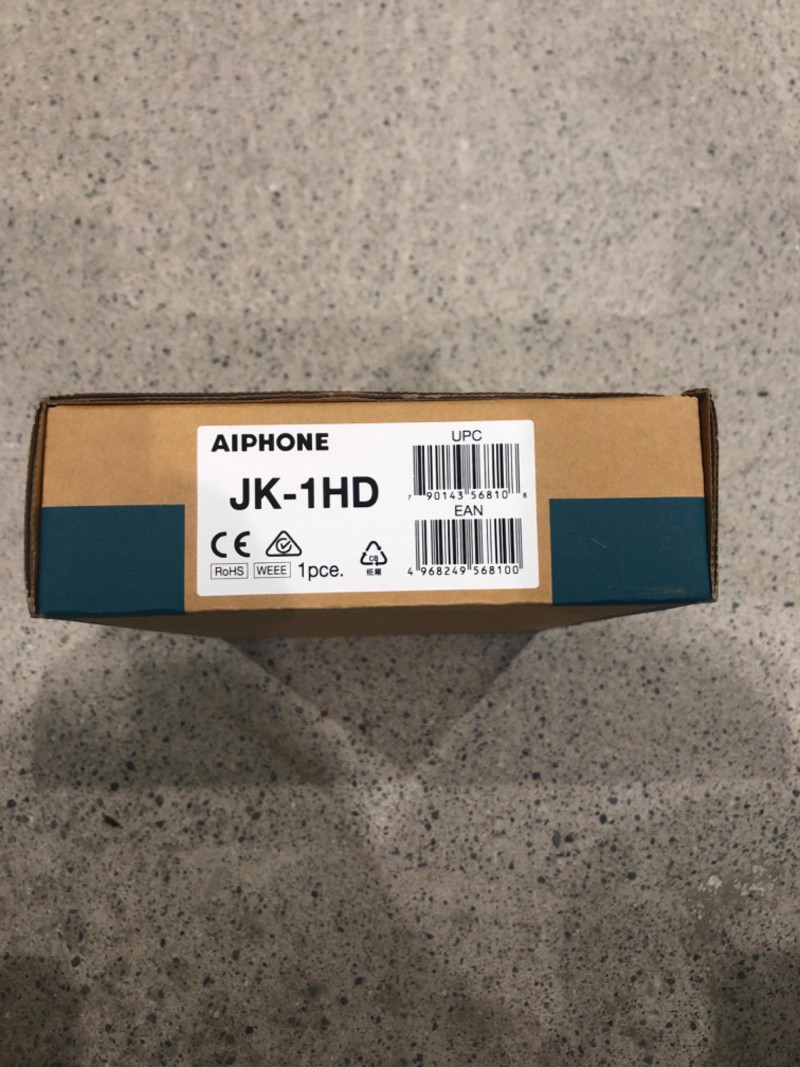 AIPHONE
JK-1HD
CE
RoHS WEEE 1pce.
CB
紙箱
UPC
7 90143 56810 8
EAN
4 968249 568100